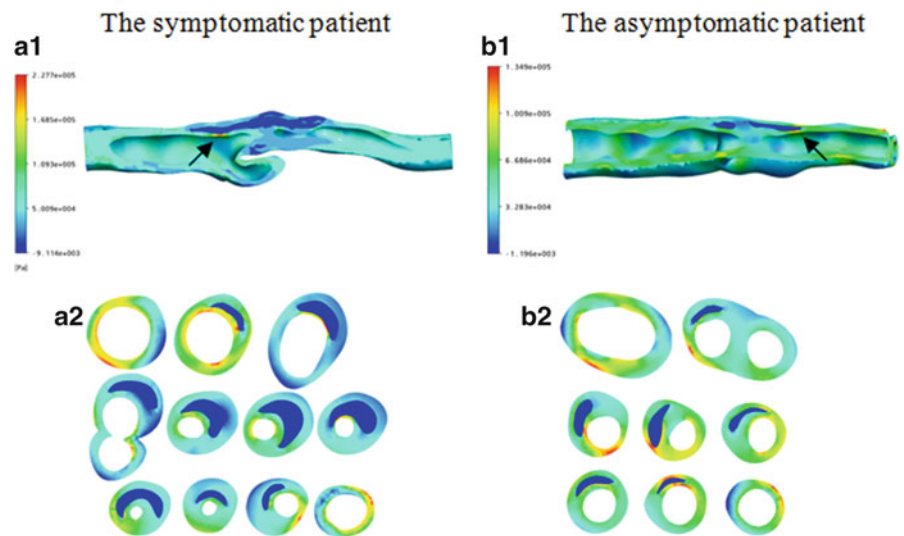 The symptomatic patient
The asymptomatic patient
a1
2.277e+005
1.685e+005
1.093e+005
5.009e+004
-9.114e+003
[Pa]
b1
1.349e+005
1.009e+005
6.686e+004
3.283e+004
-1.196e+003
a2
b2